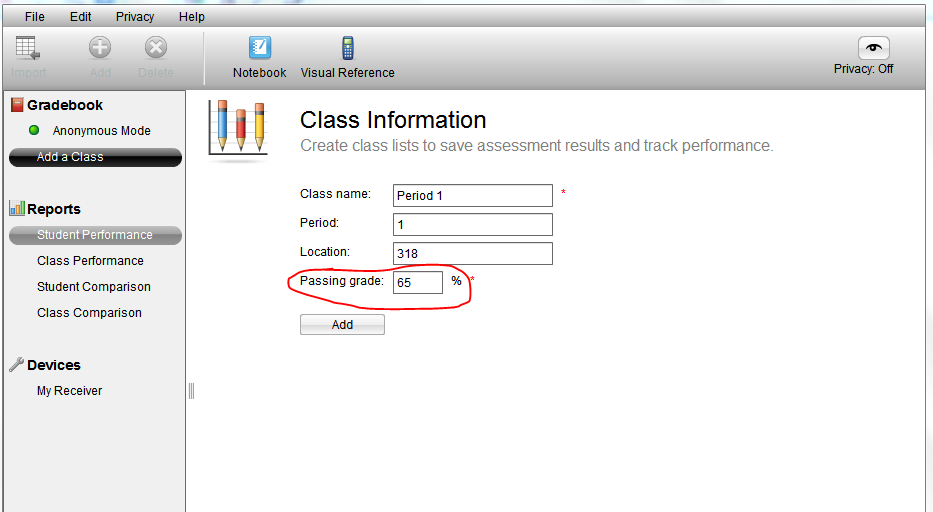 File Edit Privacy Help
Import Add Delete Notebook Visual Reference Privacy: Off
Gradebook
Anonymous Mode
Add a Class
Reports
Student Performance
Class Performance
Student Comparison
Class Comparison
Devices
My Receiver
Class Information
Create class lists to save assessment results and track performance.
Class name: Period 1 *
Period: 1
Location: 318
Passing grade: 65 % *
Add